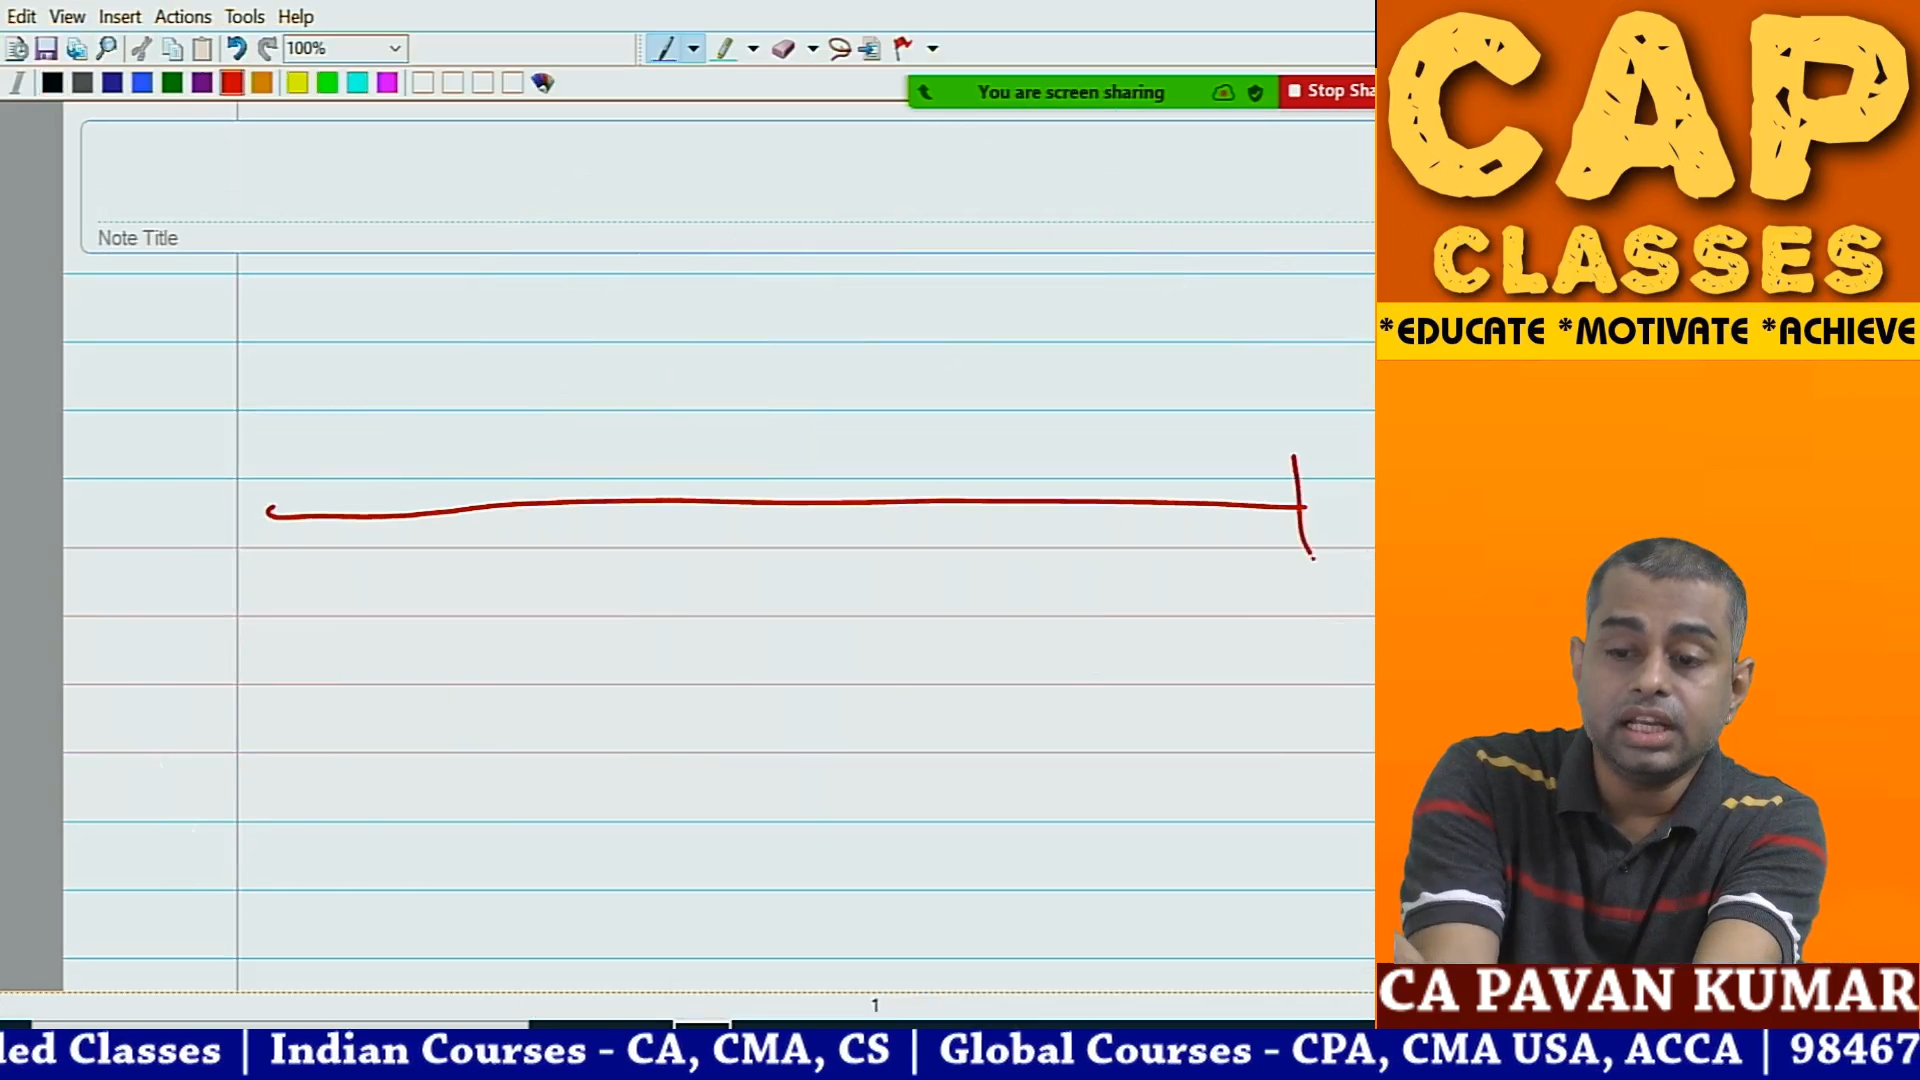 Edit View Insert Actions Tools Help
100%
You are screen sharing
Stop Sha
Note Title
1
CAP
CLASSES
*EDUCATE *MOTIVATE *ACHIEVE
CA PAVAN KUMAR
led Classes | Indian Courses - CA, CMA, CS | Global Courses - CPA, CMA USA, ACCA | 98467